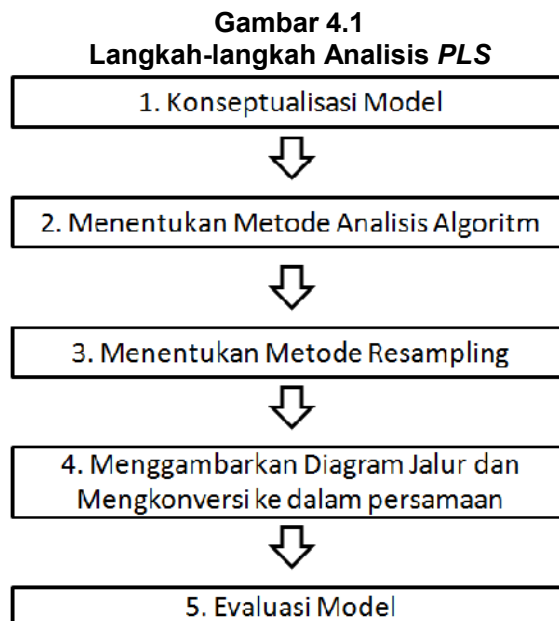 Gambar 4.1
Langkah-langkah Analisis PLS
1. Konseptualisasi Model
2. Menentukan Metode Analisis Algoritm
3. Menentukan Metode Resampling
4. Menggambarkan Diagram Jalur dan
Mengkonversi ke dalam persamaan
5. Evaluasi Model